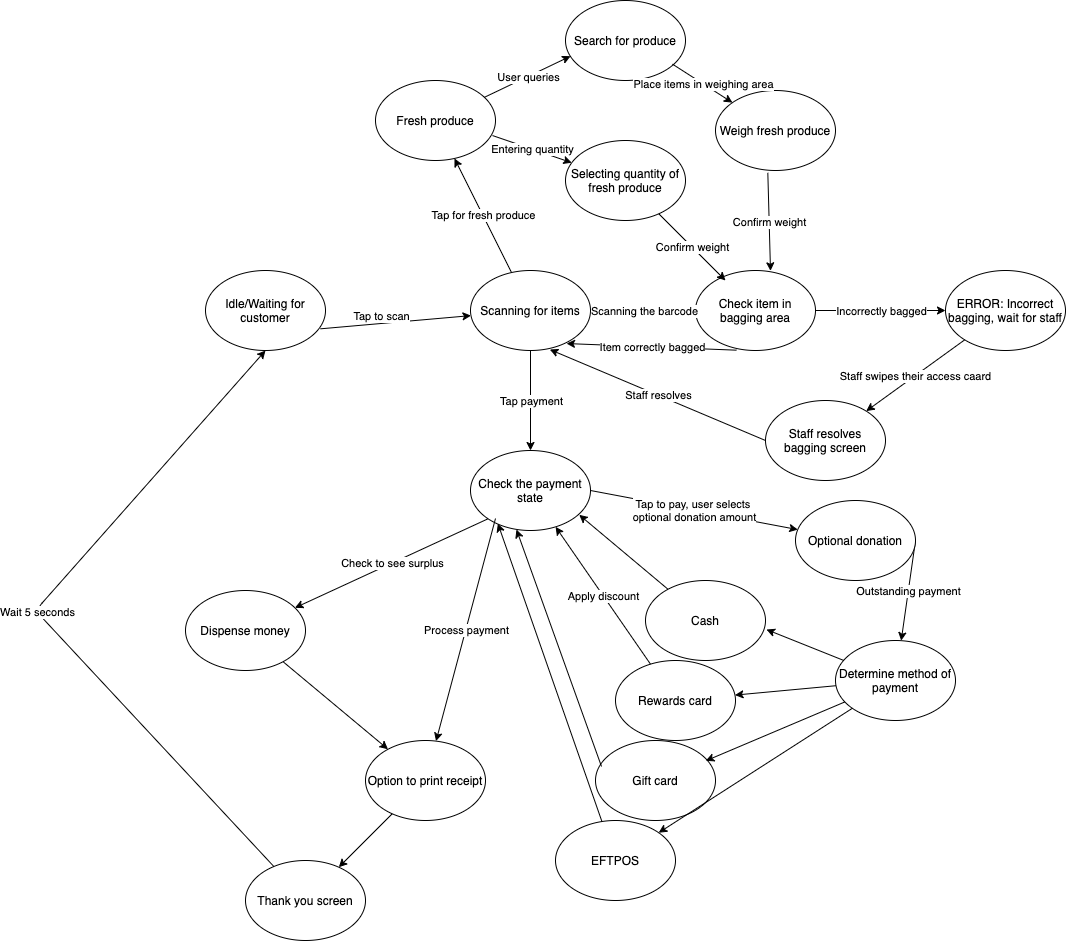 Search for produce
User queries
Place items in weighing area
Fresh produce
Weigh fresh produce
Entering quantity
Selecting quantity of
fresh produce
Tap for fresh produce
Confirm weight
Confirm weight
Idle/Waiting for
customer
Tap to scan
Scanning for items
Scanning the barcode
Check item in
bagging area
Incorrectly bagged
ERROR: Incorrect
bagging, wait for staff
Item correctly bagged
Staff swipes their access caard
Staff resolves
Tap payment
Staff resolves
bagging screen
Check the payment
state
Tap to pay, user selects
optional donation amount
Optional donation
Check to see surplus
Apply discount
Outstanding payment
Wait 5 seconds
Dispense money
Process payment
Cash
Determine method of
payment
Rewards card
Option to print receipt
Gift card
EFTPOS
Thank you screen